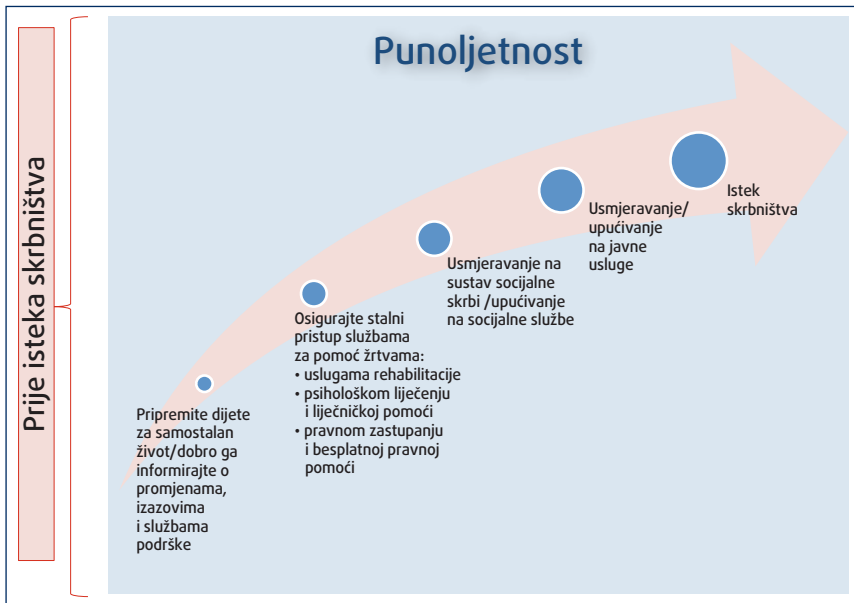 Punoljetnost
Prije isteka skrbništva
Pripremite dijete
za samostalan
život/dobro ga
informirajte o
promjenama,
izazovima
i službama
podrške
Osigurajte stalni
pristup službama
za pomoć žrtvama:
• uslugama rehabilitacije
• psihološkom liječenju
i liječničkoj pomoći
• pravnom zastupanju
i besplatnoj pravnoj
pomoći
Usmjeravanje na
sustav socijalne
skrbi /upućivanje
na socijalne službe
Usmjeravanje/
upućivanje
na javne
usluge
Istek
skrbništva